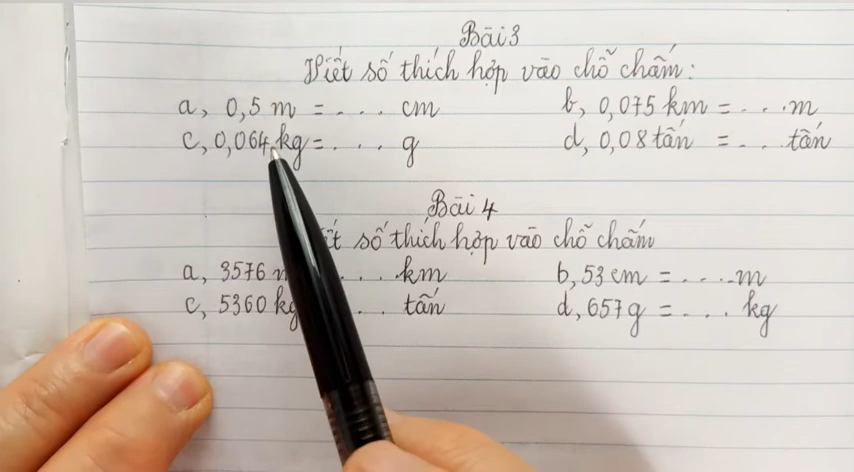 Bài 3
Viết số thích hợp vào chỗ chấm:
a, 0,5 m = . . . cm b, 0,075 km = . . . m
c, 0,064 kg = . . . g d, 0,08 tấn = . . . tấn
Bài 4
số thích hợp vào chỗ chấm
a, 3576 . . . km b, 53 cm = . . . . m
c, 5360 kg . . tấn d, 657 g = . . . kg